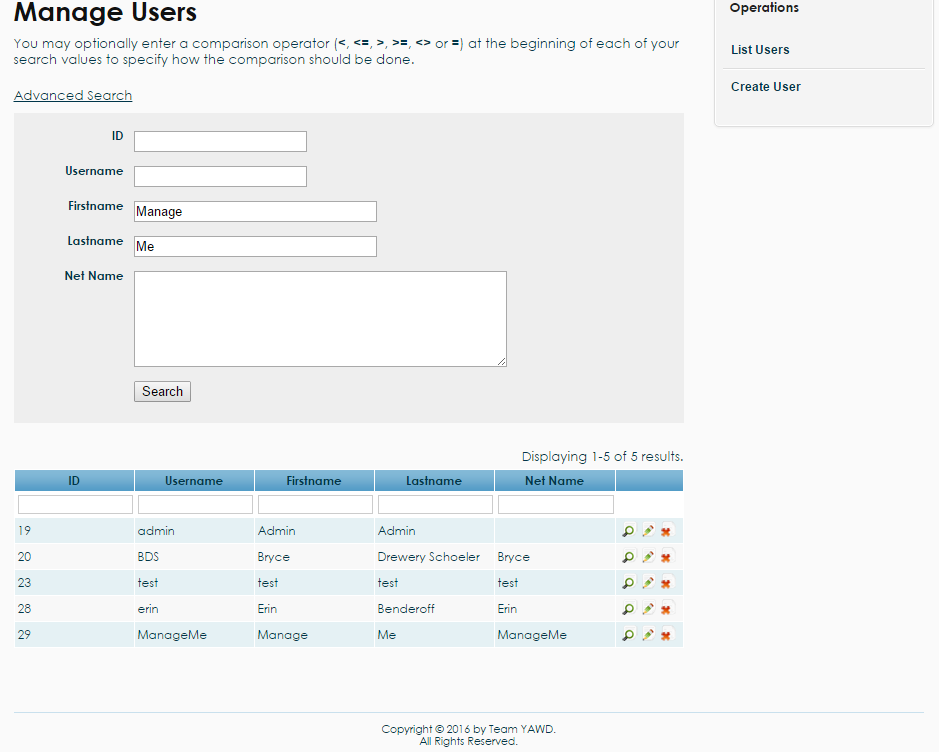 Manage Users
You may optionally enter a comparison operator (<, <=, >, >=, <> or =) at the beginning of each of your
search values to specify how the comparison should be done.
Advanced Search
ID
Username
Firstname Manage
Lastname Me
Net Name
Search
Displaying 1-5 of 5 results.
ID Username Firstname Lastname Net Name
19 admin Admin Admin
20 BDS Bryce Drewery Schoeler Bryce
23 test test test test
28 erin Erin Benderoff Erin
29 ManageMe Manage Me ManageMe
Operations
List Users
Create User
Copyright © 2016 by Team YAWD.
All Rights Reserved.